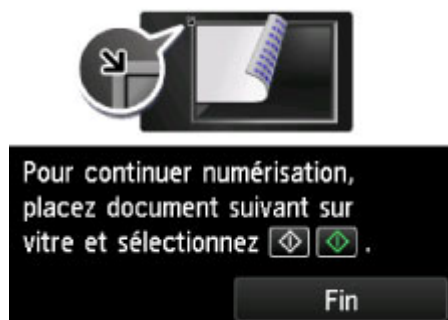 Pour continuer numérisation,
placez document suivant sur
vitre et sélectionnez .
Fin